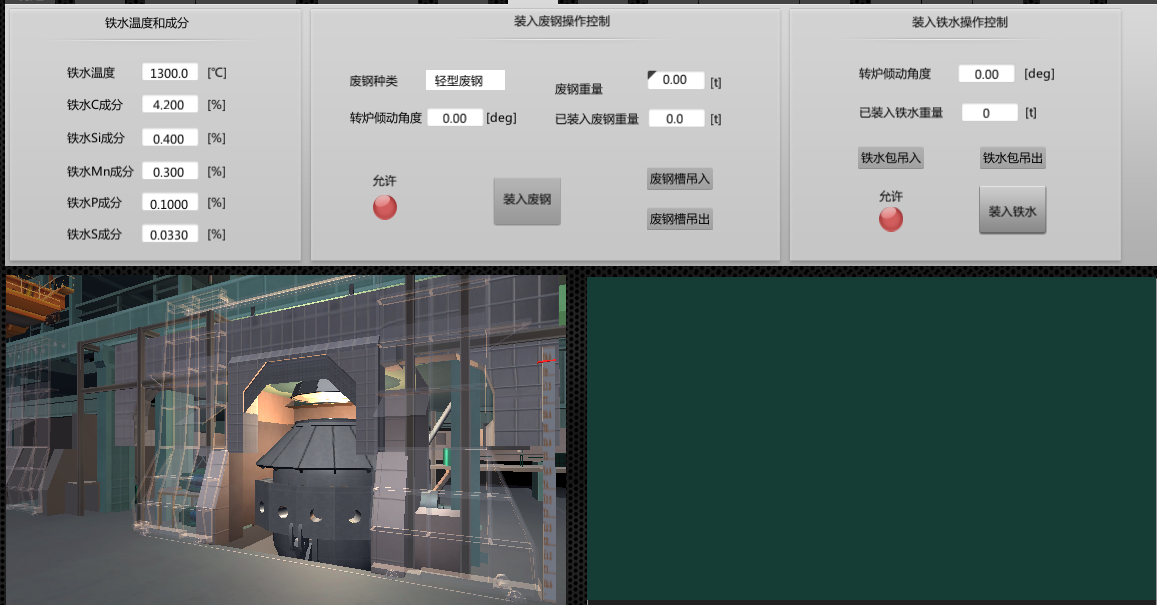 铁水温度和成分
铁水温度 1300.0 [℃]
铁水C成分 4.200 [%]
铁水Si成分 0.400 [%]
铁水Mn成分 0.300 [%]
铁水P成分 0.1000 [%]
铁水S成分 0.0330 [%]
装入废钢操作控制
废钢种类 轻型废钢 废钢重量 0.00 [t]
转炉倾动角度 0.00 [deg] 已装入废钢重量 0.0 [t]
允许 装入废钢 废钢槽吊入
废钢槽吊出
装入铁水操作控制
转炉倾动角度 0.00 [deg]
已装入铁水重量 0 [t]
铁水包吊入 铁水包吊出
允许 装入铁水